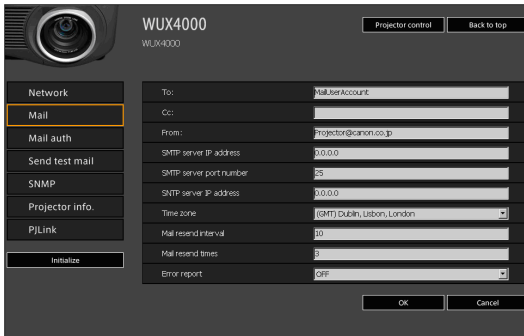 WUX4000
WUX4000
Projector control
Back to top
Network
Mail
Mail auth
Send test mail
SNMP
Projector info.
PJLink
Initialize
To: MailUserAccount
Cc:
From: Projector@canon.co.jp
SMTP server IP address 0.0.0.0
SMTP server port number 25
SNTP server IP address 0.0.0.0
Time zone (GMT) Dublin, Lisbon, London
Mail resend interval 10
Mail resend times 3
Error report OFF
OK
Cancel